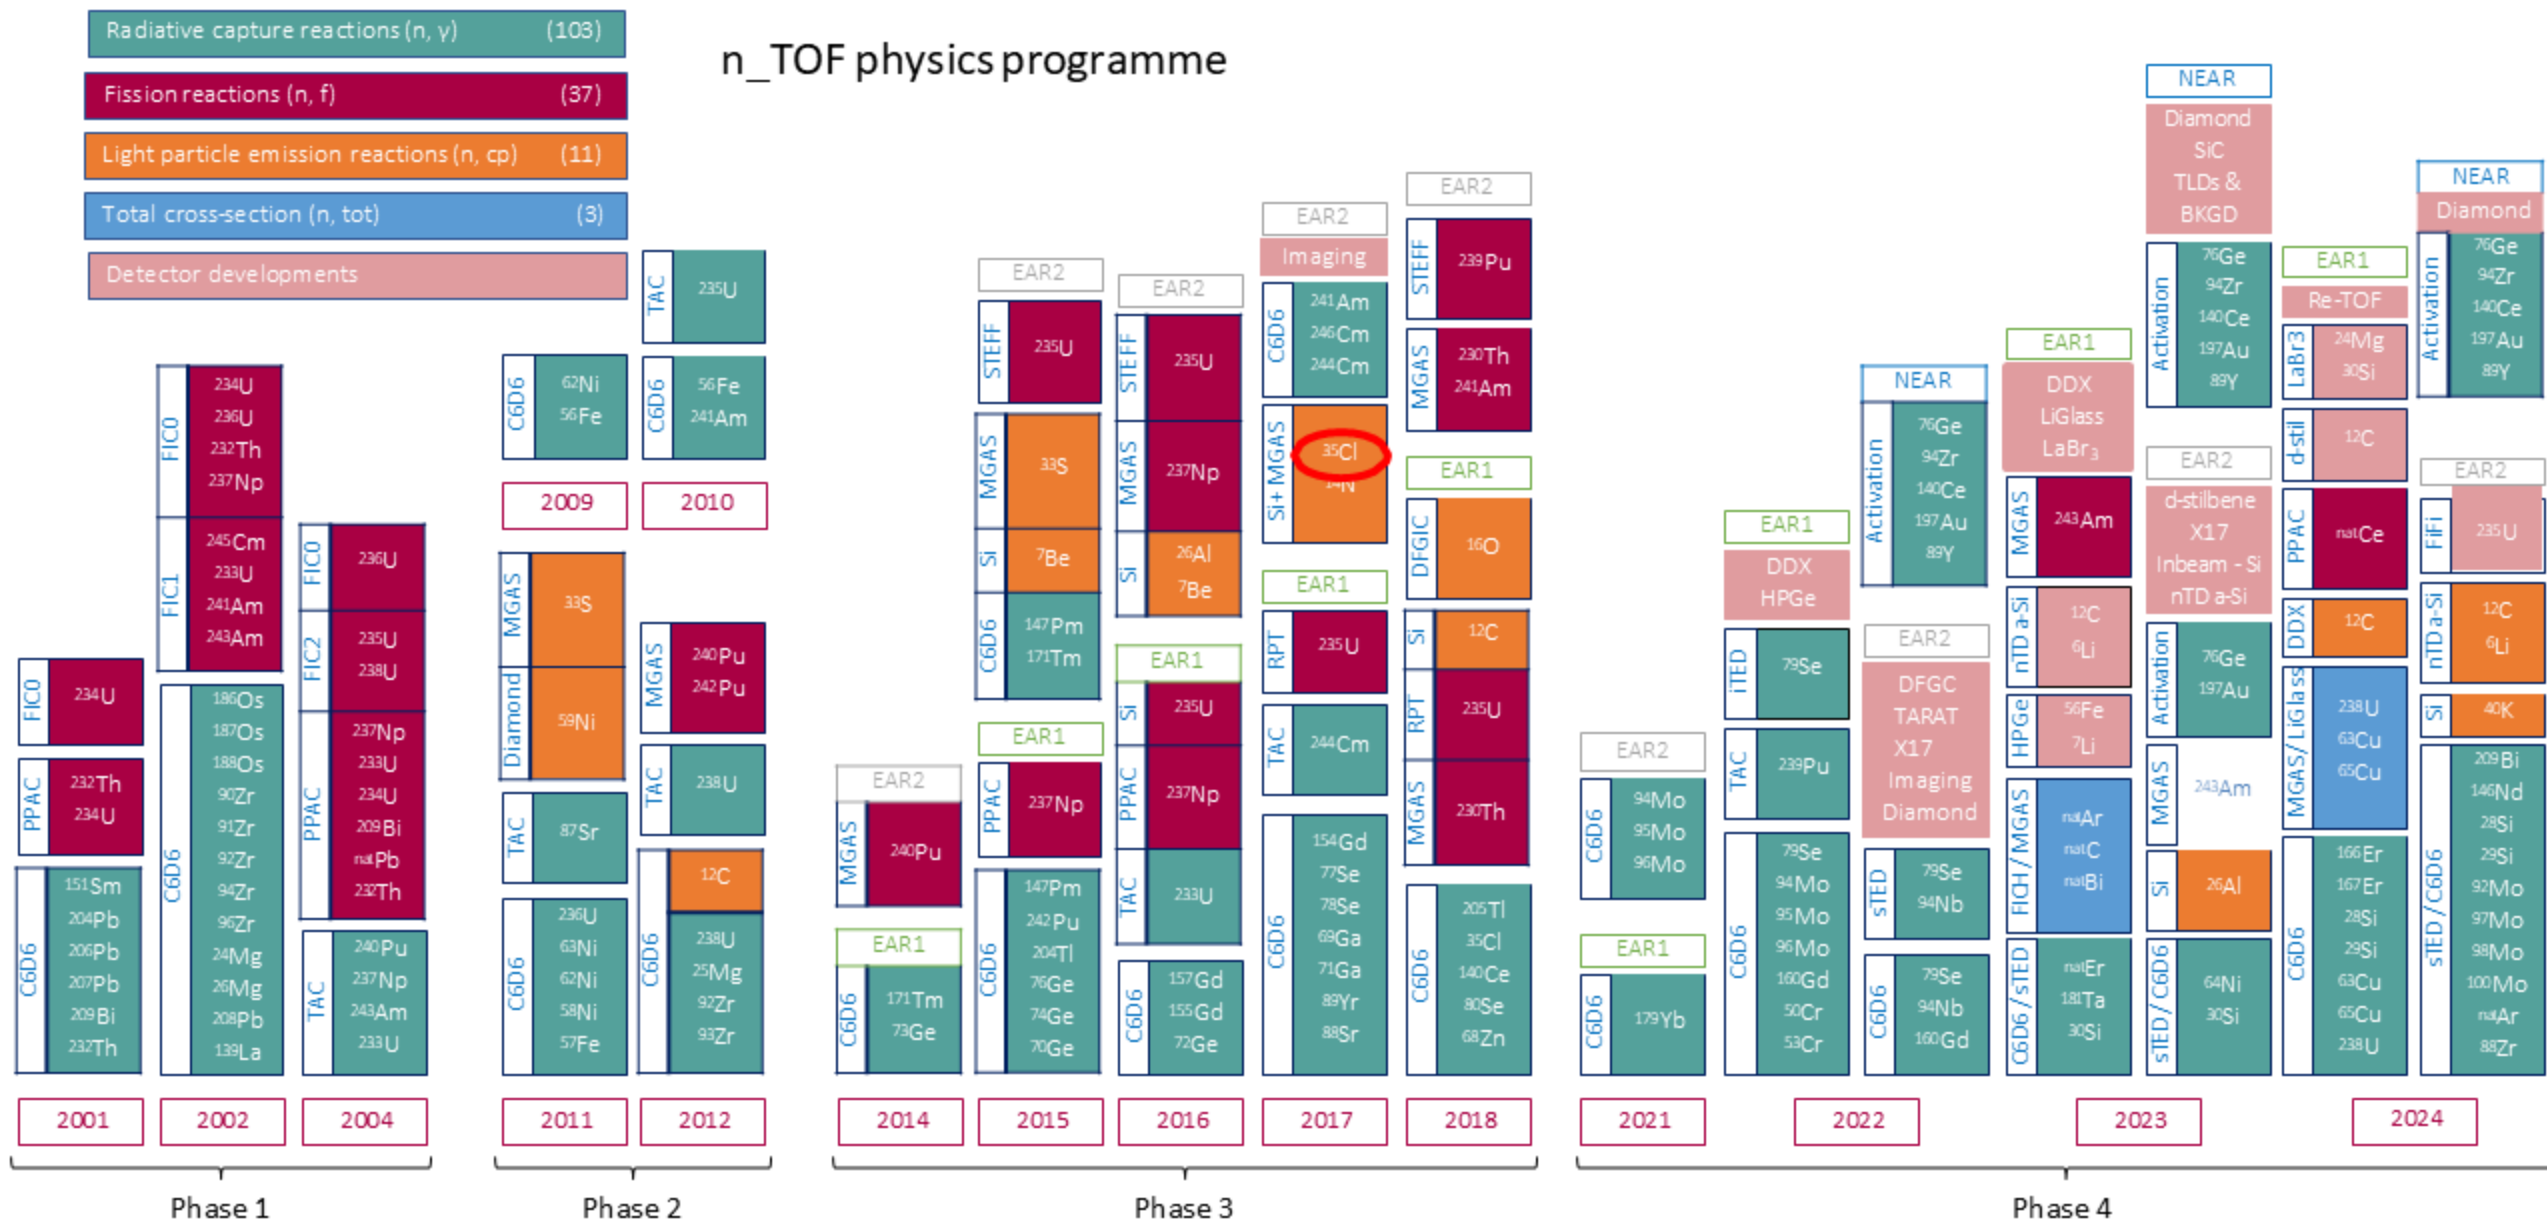 n_TOF physics programme
Radiative capture reactions (n, γ) (103)
Fission reactions (n, f) (37)
Light particle emission reactions (n, cp) (11)
Total cross-section (n, tot) (3)
Detector developments
FIC0
234U
PPAC
232Th
234U
C6D6
151Sm
204Pb
206Pb
207Pb
209Bi
232Th
2001
FIC0
234U
236U
232Th
237Np
FIC1
245Cm
233U
241Am
243Am
C6D6
186Os
187Os
188Os
90Zr
91Zr
92Zr
94Zr
96Zr
24Mg
26Mg
208Pb
139La
2002
FIC0
236U
FIC2
235U
238U
PPAC
237Np
233U
234U
209Bi
natPb
232Th
TAC
240Pu
237Np
243Am
233U
2004
Phase 1
C6D6
62Ni
56Fe
2009
TAC
235U
C6D6
56Fe
241Am
2010
MGAS
33S
Diamond
59Ni
TAC
87Sr
C6D6
236U
63Ni
62Ni
58Ni
57Fe
2011
MGAS
240Pu
242Pu
TAC
238U
C6D6
12C
238U
25Mg
92Zr
93Zr
2012
Phase 2
EAR2
MGAS
240Pu
EAR1
C6D6
171Tm
73Ge
2014
EAR2
STEFF
235U
MGAS
33S
Si
7Be
C6D6
147Pm
171Tm
EAR1
PPAC
237Np
C6D6
147Pm
242Pu
204Tl
76Ge
74Ge
70Ge
2015
EAR2
STEFF
235U
MGAS
237Np
Si
26Al
7Be
EAR1
Si
235U
PPAC
237Np
TAC
233U
C6D6
157Gd
155Gd
72Ge
2016
EAR2
Imaging
C6D6
241Am
246Cm
244Cm
Si+ MGAS
35Cl
14N
EAR1
RPT
235U
TAC
244Cm
C6D6
154Gd
77Se
78Se
69Ga
71Ga
89Yr
88Sr
2017
EAR2
STEFF
239Pu
MGAS
230Th
241Am
EAR1
DFGIC
16O
Si
12C
RPT
235U
MGAS
230Th
C6D6
205Tl
35Cl
140Ce
80Se
68Zn
2018
Phase 3
EAR2
C6D6
94Mo
95Mo
96Mo
EAR1
C6D6
179Yb
2021
EAR1
DDX
HPGe
iTED
79Se
TAC
239Pu
C6D6
79Se
94Mo
95Mo
96Mo
160Gd
50Cr
53Cr
NEAR
Activation
76Ge
94Zr
140Ce
197Au
89Y
EAR2
DFGC
TARAT
X17
Imaging
Diamond
sTED
79Se
94Nb
C6D6
79Se
94Nb
160Gd
2022
EAR1
DDX
LiGlass
LaBr3
MGAS
243Am
nTD a-Si
12C
6Li
HPGe
56Fe
7Li
FICH / MGAS
natAr
natC
natBi
C6D6 / sTED
natEr
181Ta
30Si
NEAR
Diamond
SiC
TLDs &
BKGD
Activation
76Ge
94Zr
140Ce
197Au
89Y
EAR2
d-stilbene
X17
Inbeam - Si
nTD a-Si
Activation
76Ge
197Au
MGAS
243Am
Si
26Al
sTED / C6D6
64Ni
30Si
2023
EAR1
Re-TOF
LaBr3
24Mg
30Si
d-stil
12C
PPAC
natCe
DDX
12C
MGAS/ LiGlass
238U
63Cu
65Cu
C6D6
166Er
167Er
28Si
29Si
63Cu
65Cu
238U
NEAR
Diamond
Activation
76Ge
94Zr
140Ce
197Au
89Y
EAR2
FiFi
235U
nTD a-Si
12C
6Li
Si
40K
sTED / C6D6
209Bi
146Nd
28Si
29Si
92Mo
97Mo
98Mo
100Mo
natAr
88Zr
2024
Phase 4